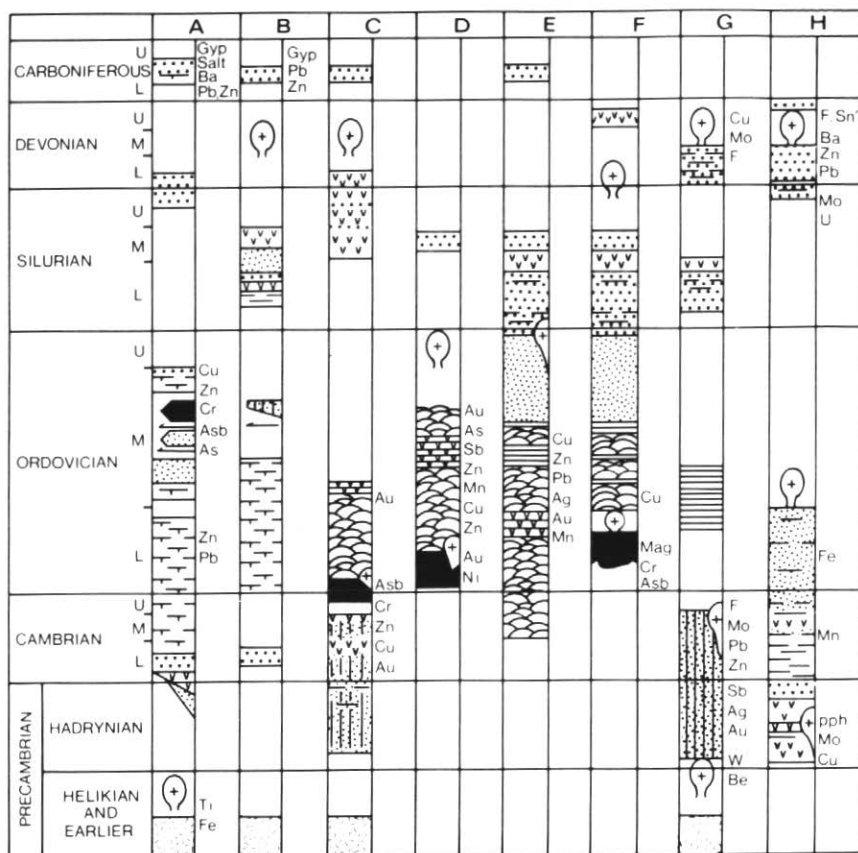 A B C D E F G H
CARBONIFEROUS
U
L
Gyp
Salt
Ba
Pb,Zn
Gyp
Pb
Zn
DEVONIAN
U
M
L
Cu
Mo
F
F, Sn
Ba
Zn
Pb
SILURIAN
U
M
L
Mo
U
ORDOVICIAN
U
M
L
Cu
Zn
Cr
Asb
As
Zn
Pb
Au
Asb
Au
As
Sb
Zn
Mn
Cu
Zn
Au
Ni
Cu
Zn
Pb
Ag
Au
Mn
Cu
Mag
Cr
Asb
Fe
CAMBRIAN
U
M
L
Cr
Zn
Cu
Au
F
Mo
Pb
Zn
Mn
PRECAMBRIAN
HADRYNIAN
Sb
Ag
Au
W
pph
Mo
Cu
HELIKIAN
AND
EARLIER
Ti
Fe
Be